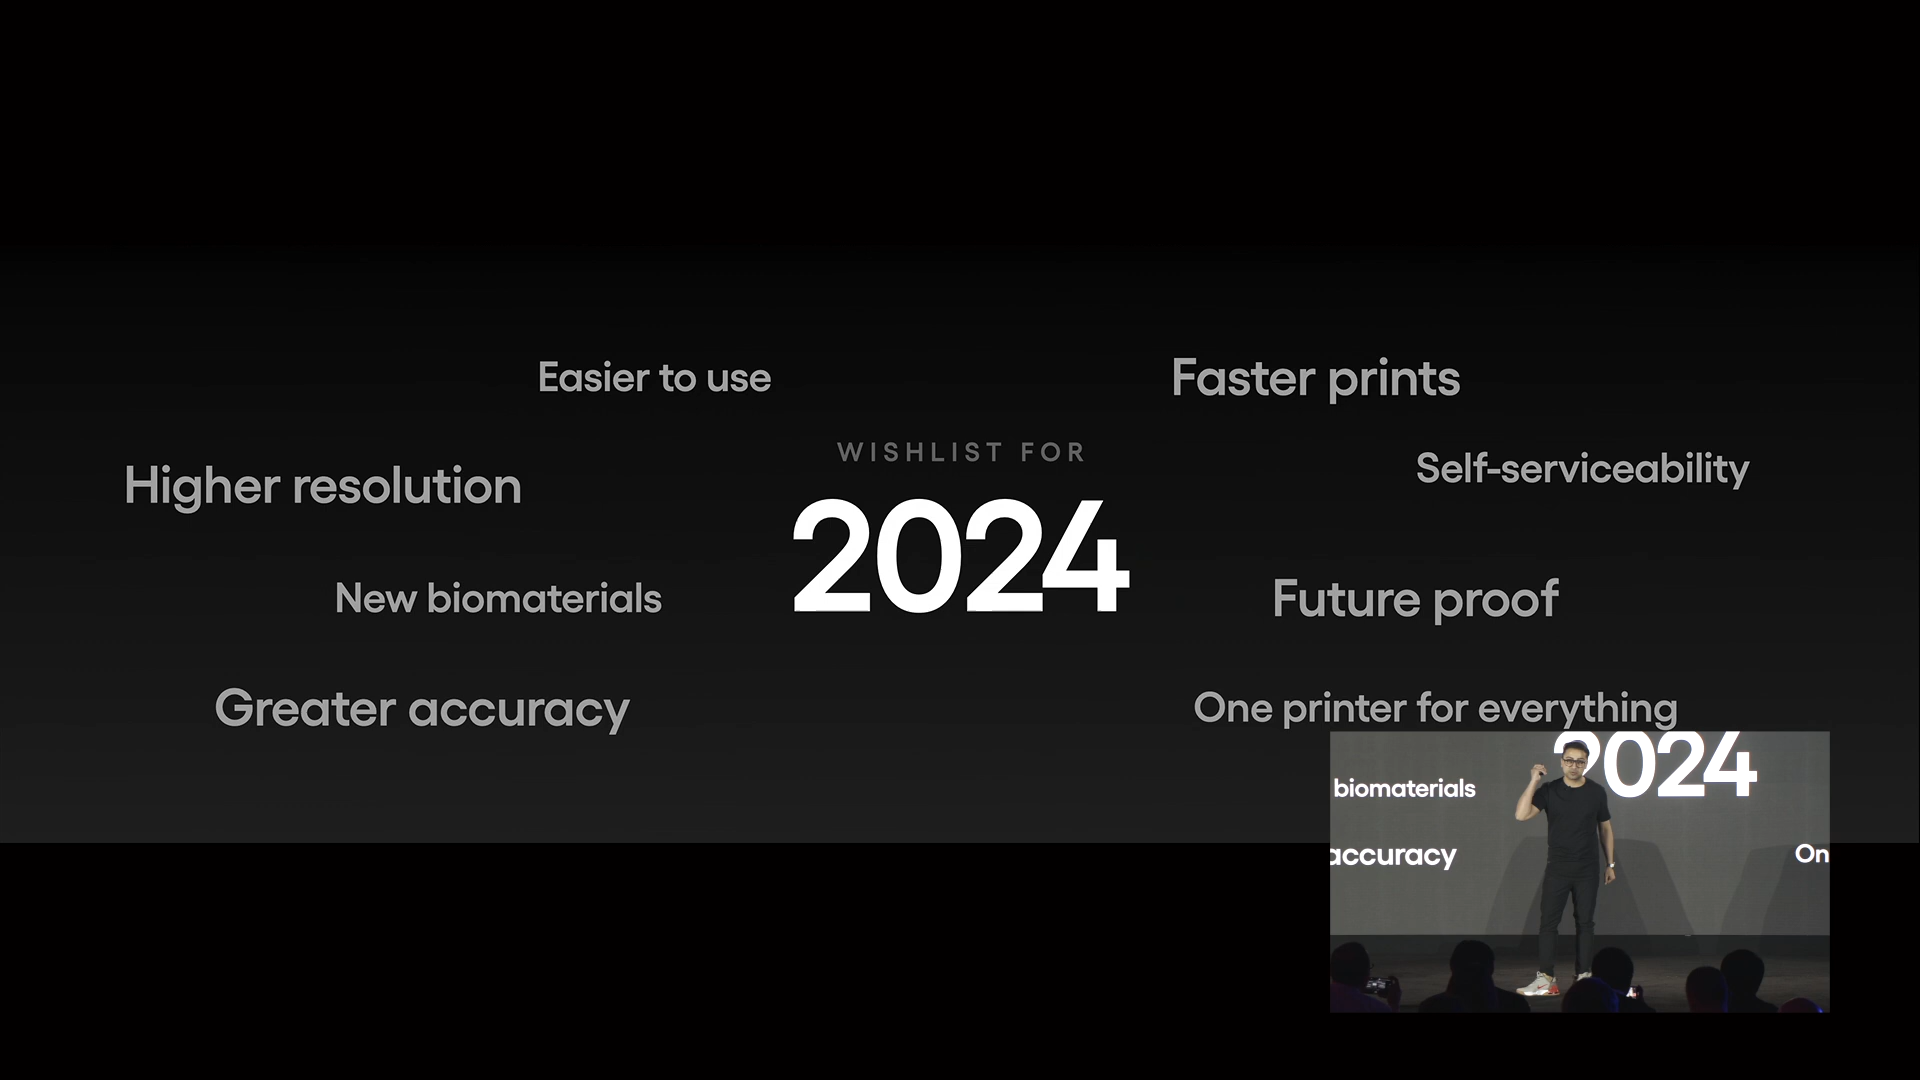 Easier to use
Faster prints
WISHLIST FOR
Higher resolution
Self-serviceability
2024
New biomaterials
Future proof
Greater accuracy
One printer for everything
2024
biomaterials
accuracy
On